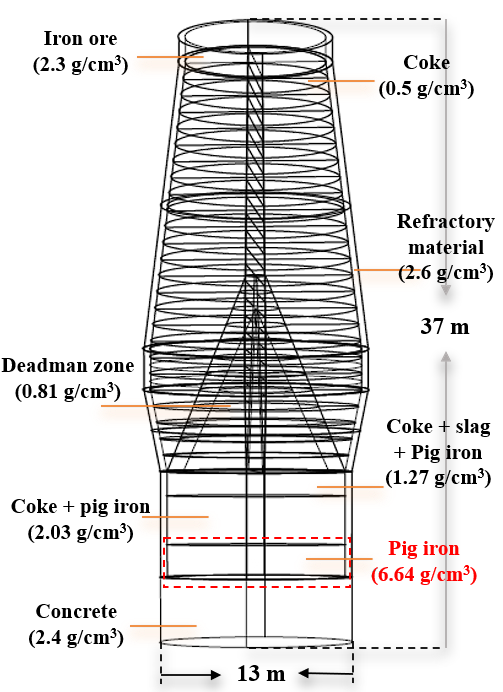 Iron ore
(2.3 g/cm³)
Coke
(0.5 g/cm³)
Refractory
material
(2.6 g/cm³)
37 m
Deadman zone
(0.81 g/cm³)
Coke + slag
+ Pig iron
(1.27 g/cm³)
Coke + pig iron
(2.03 g/cm³)
Pig iron
(6.64 g/cm³)
Concrete
(2.4 g/cm³)
13 m